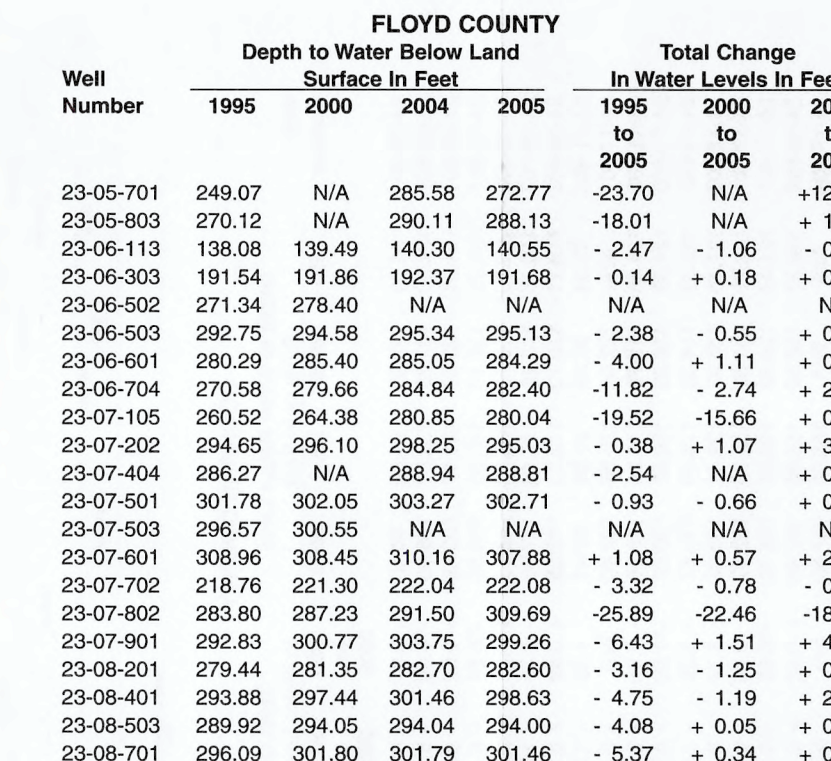 FLOYD COUNTY
Depth to Water Below Land Total Change
Well Surface In Feet In Water Levels In Fee
Number 1995 2000 2004 2005 1995 2000 20
to to t
2005 2005 20
23-05-701 249.07 N/A 285.58 272.77 -23.70 N/A +12
23-05-803 270.12 N/A 290.11 288.13 -18.01 N/A + 1
23-06-113 138.08 139.49 140.30 140.55 - 2.47 - 1.06 - 0
23-06-303 191.54 191.86 192.37 191.68 - 0.14 + 0.18 + 0
23-06-502 271.34 278.40 N/A N/A N/A N/A N
23-06-503 292.75 294.58 295.34 295.13 - 2.38 - 0.55 + 0
23-06-601 280.29 285.40 285.05 284.29 - 4.00 + 1.11 + 0
23-06-704 270.58 279.66 284.84 282.40 -11.82 - 2.74 + 2
23-07-105 260.52 264.38 280.85 280.04 -19.52 -15.66 + 0
23-07-202 294.65 296.10 298.25 295.03 - 0.38 + 1.07 + 3
23-07-404 286.27 N/A 288.94 288.81 - 2.54 N/A + 0
23-07-501 301.78 302.05 303.27 302.71 - 0.93 - 0.66 + 0
23-07-503 296.57 300.55 N/A N/A N/A N/A N
23-07-601 308.96 308.45 310.16 307.88 + 1.08 + 0.57 + 2
23-07-702 218.76 221.30 222.04 222.08 - 3.32 - 0.78 - 0
23-07-802 283.80 287.23 291.50 309.69 -25.89 -22.46 -18
23-07-901 292.83 300.77 303.75 299.26 - 6.43 + 1.51 + 4
23-08-201 279.44 281.35 282.70 282.60 - 3.16 - 1.25 + 0
23-08-401 293.88 297.44 301.46 298.63 - 4.75 - 1.19 + 2
23-08-503 289.92 294.05 294.04 294.00 - 4.08 + 0.05 + 0
23-08-701 296.09 301.80 301.79 301.46 - 5.37 + 0.34 + 0